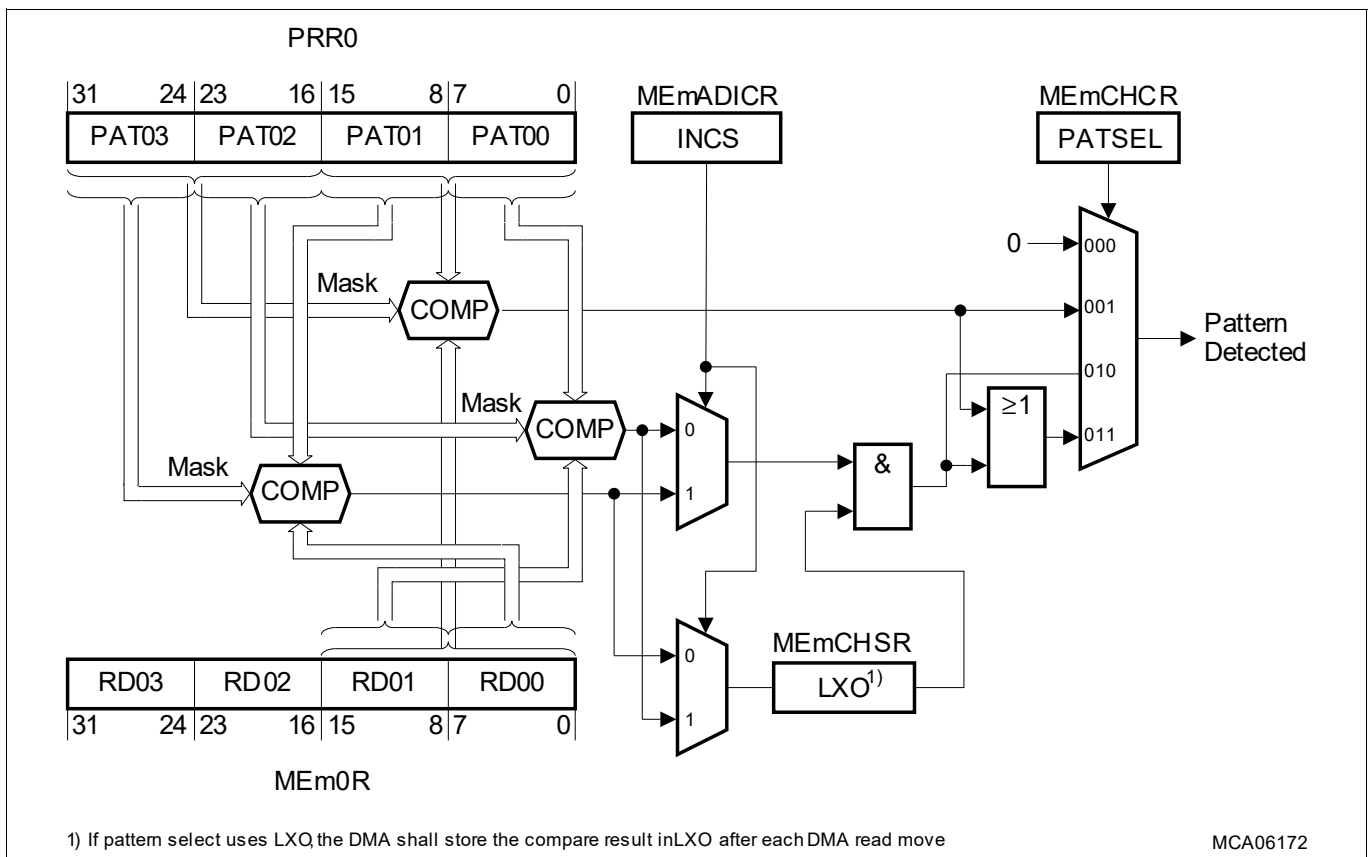 PRR0
31 24 23 16 15 8 7 0
PAT03 PAT02 PAT01 PAT00
MEmADICR
INCS
MEmCHCR
PATSEL
0
000
001
010
011
Pattern
Detected
Mask
COMP
Mask
COMP
Mask
COMP
0
1
&
≥1
0
1
MEmCHSR
LXO1)
RD03 RD02 RD01 RD00
31 24 23 16 15 8 7 0
MEm0R
1) If pattern select uses LXO, the DMA shall store the compare result inLXO after each DMA read move
MCA06172